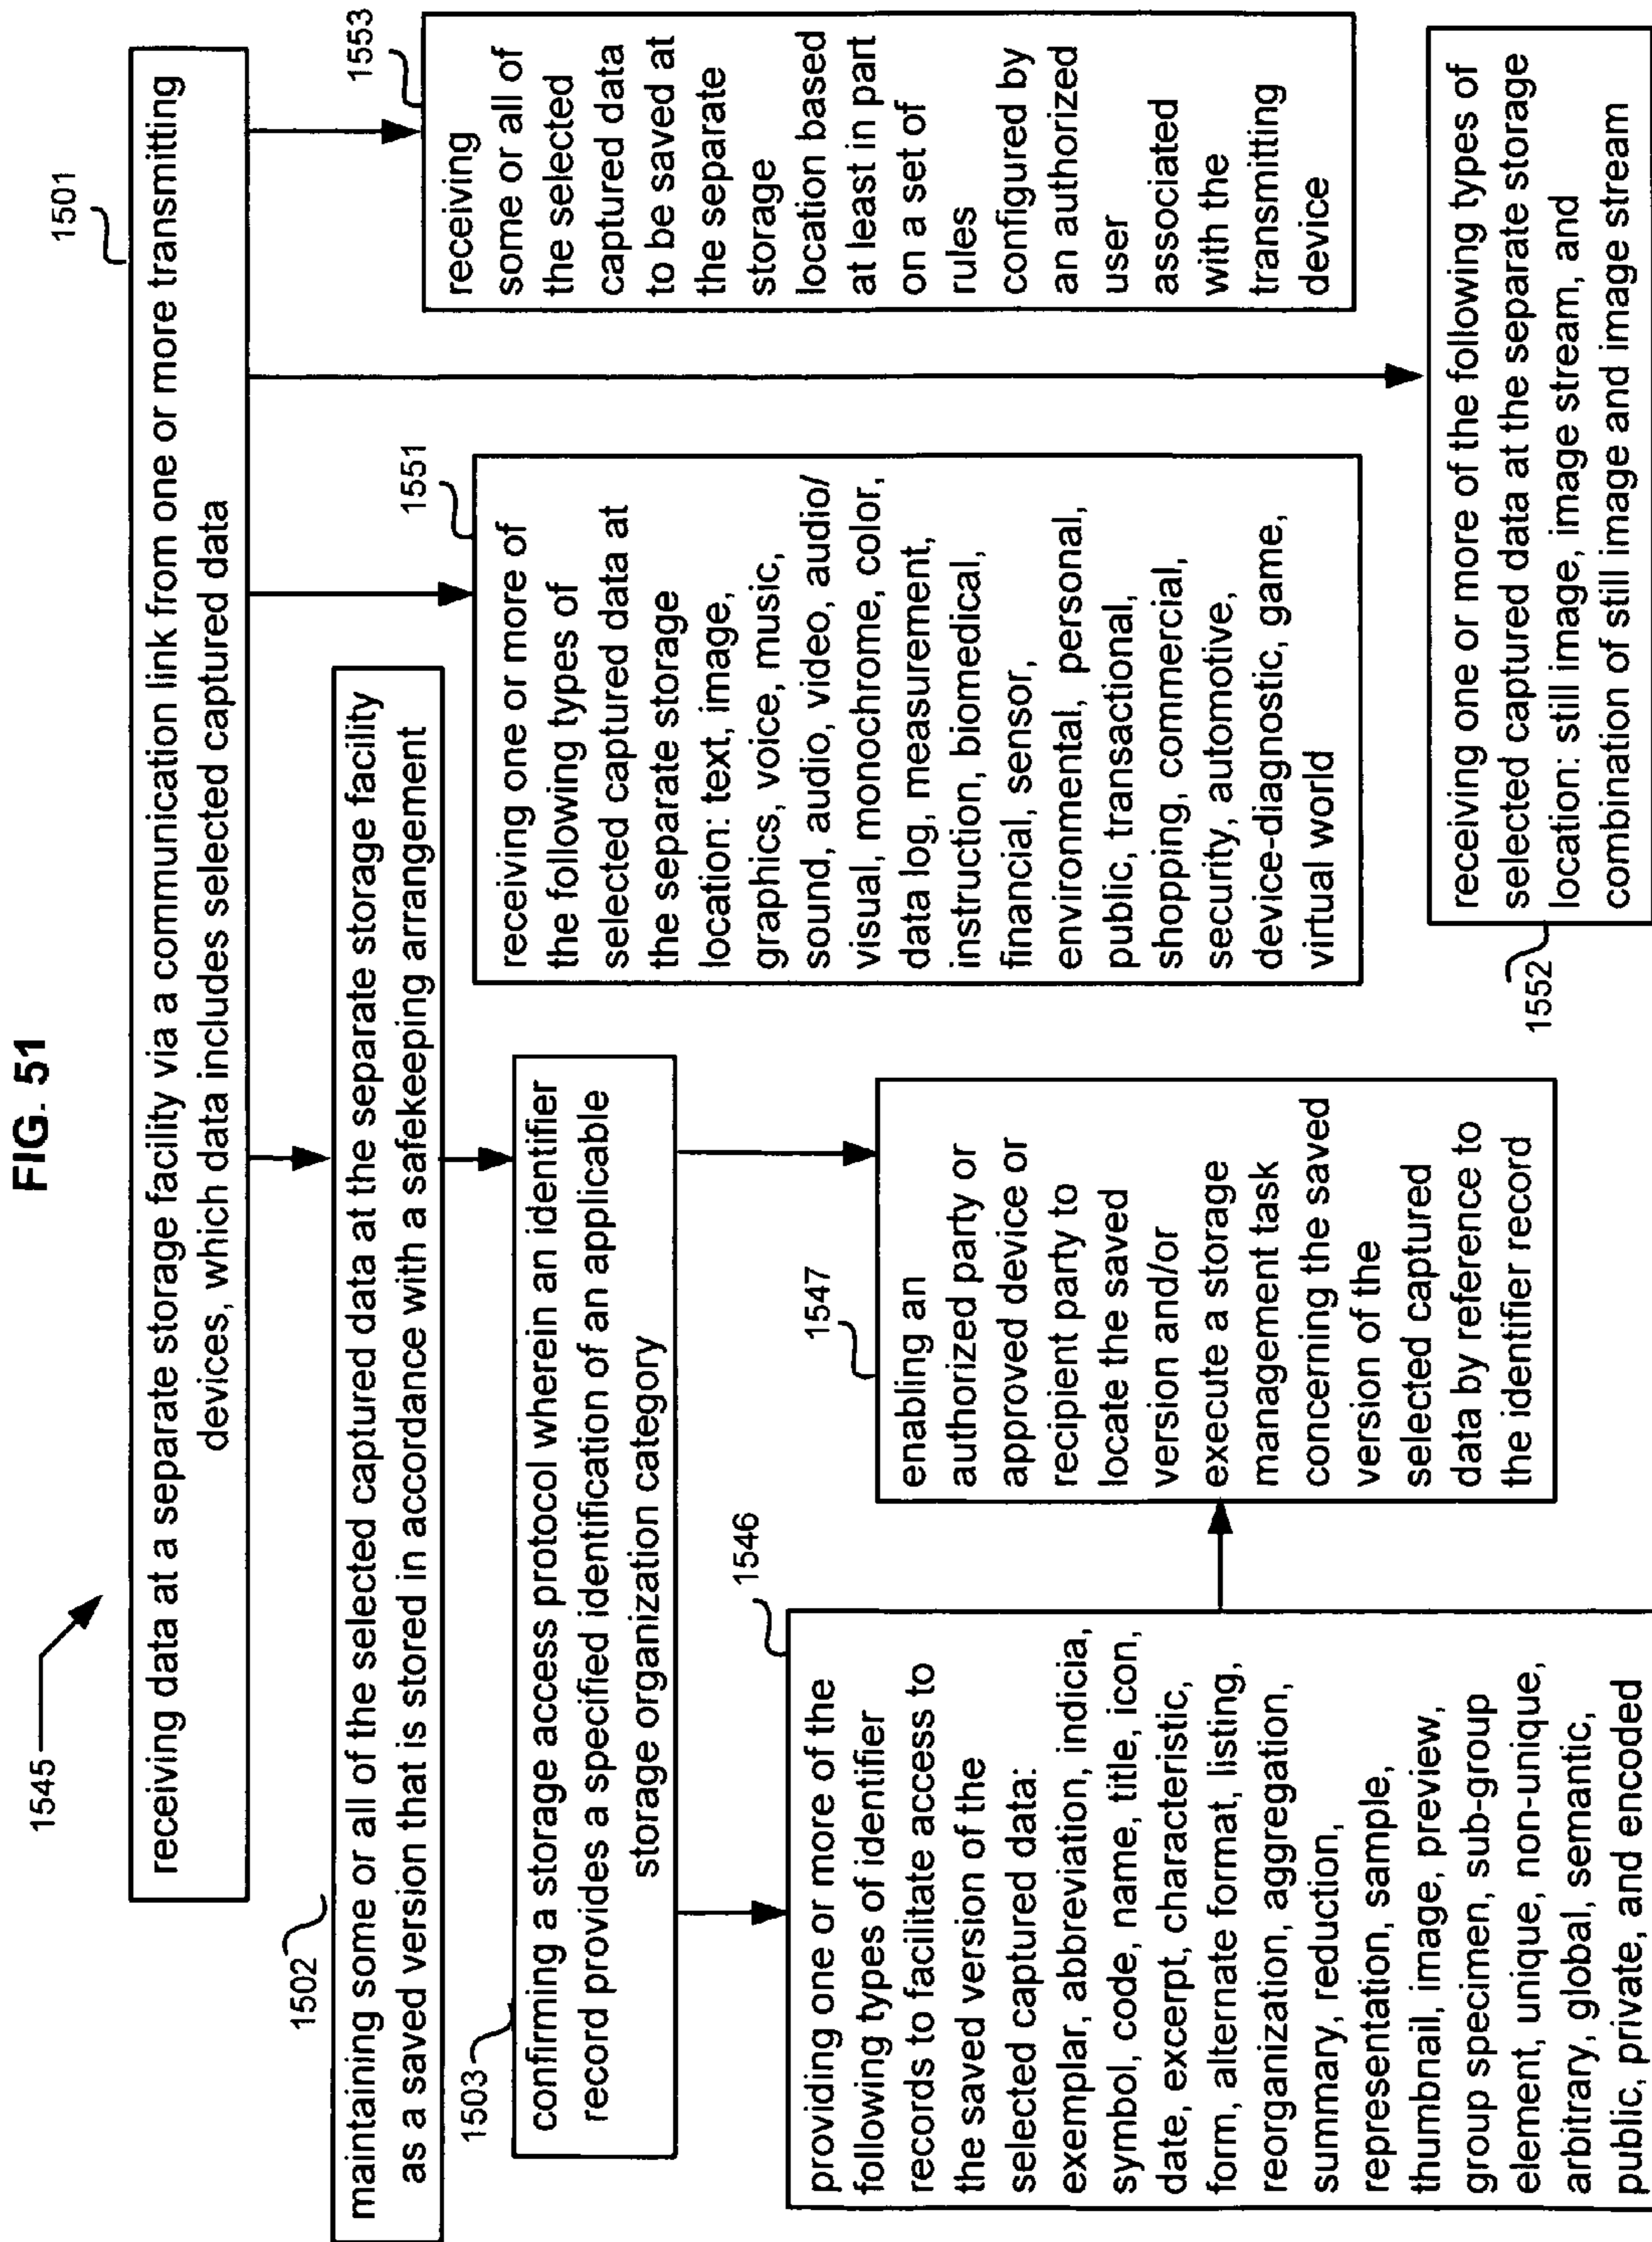 FIG. 51
1545
1501
receiving data at a separate storage facility via a communication link from one or more transmitting
devices, which data includes selected captured data
1502
maintaining some or all of the selected captured data at the separate storage facility
as a saved version that is stored in accordance with a safekeeping arrangement
1503
confirming a storage access protocol wherein an identifier
record provides a specified identification of an applicable
storage organization category
1546
providing one or more of the
following types of identifier
records to facilitate access to
the saved version of the
selected captured data:
exemplar, abbreviation, indicia,
symbol, code, name, title, icon,
date, excerpt, characteristic,
form, alternate format, listing,
reorganization, aggregation,
summary, reduction,
representation, sample,
thumbnail, image, preview,
group specimen, sub-group
element, unique, non-unique,
arbitrary, global, semantic,
public, private, and encoded
1547
enabling an
authorized party or
approved device or
recipient party to
locate the saved
version and/or
execute a storage
management task
concerning the saved
version of the
selected captured
data by reference to
the identifier record
1551
receiving one or more of
the following types of
selected captured data at
the separate storage
location: text, image,
graphics, voice, music,
sound, audio, video, audio/
visual, monochrome, color,
data log, measurement,
instruction, biomedical,
financial, sensor,
environmental, personal,
public, transactional,
shopping, commercial,
security, automotive,
device-diagnostic, game,
virtual world
1552
receiving one or more of the following types of
selected captured data at the separate storage
location: still image, image stream, and
combination of still image and image stream
1553
receiving
some or all of
the selected
captured data
to be saved at
the separate
storage
location based
at least in part
on a set of
rules
configured by
an authorized
user
associated
with the
transmitting
device